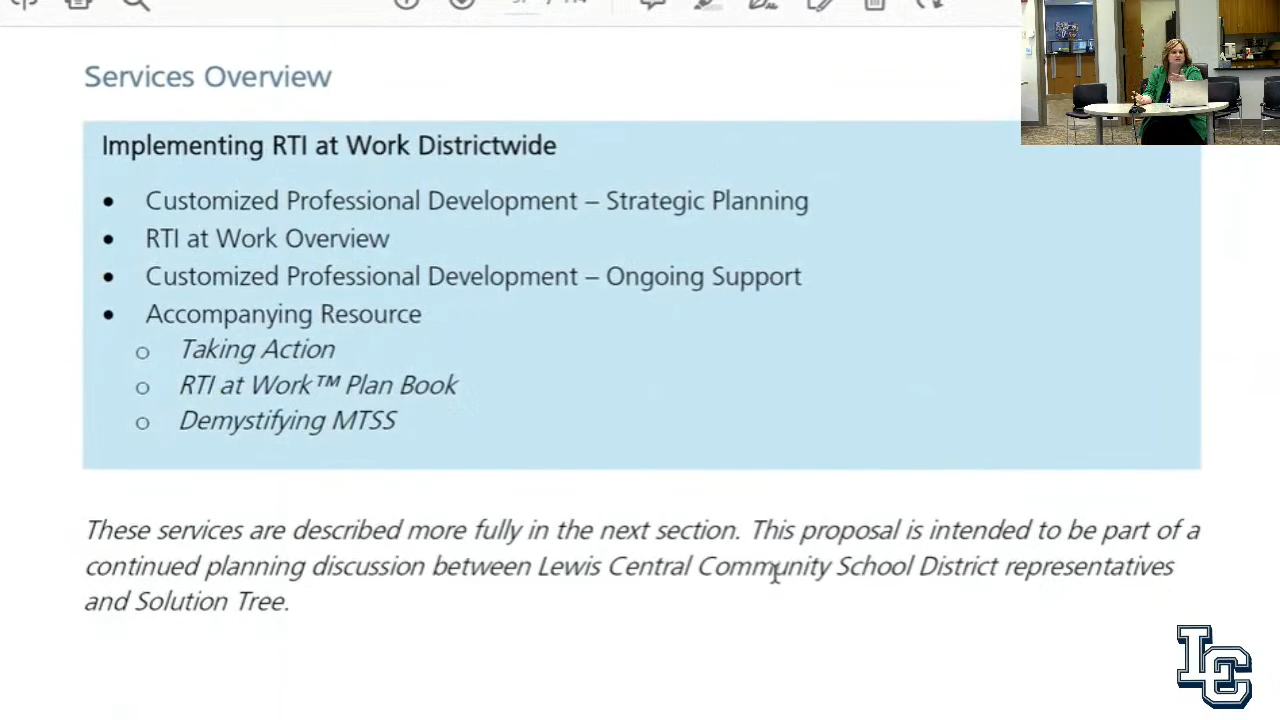 Services Overview
Implementing RTI at Work Districtwide
• Customized Professional Development – Strategic Planning
• RTI at Work Overview
• Customized Professional Development – Ongoing Support
• Accompanying Resource
o Taking Action
o RTI at Work™ Plan Book
o Demystifying MTSS
These services are described more fully in the next section. This proposal is intended to be part of a
continued planning discussion between Lewis Central Community School District representatives
and Solution Tree.
LC